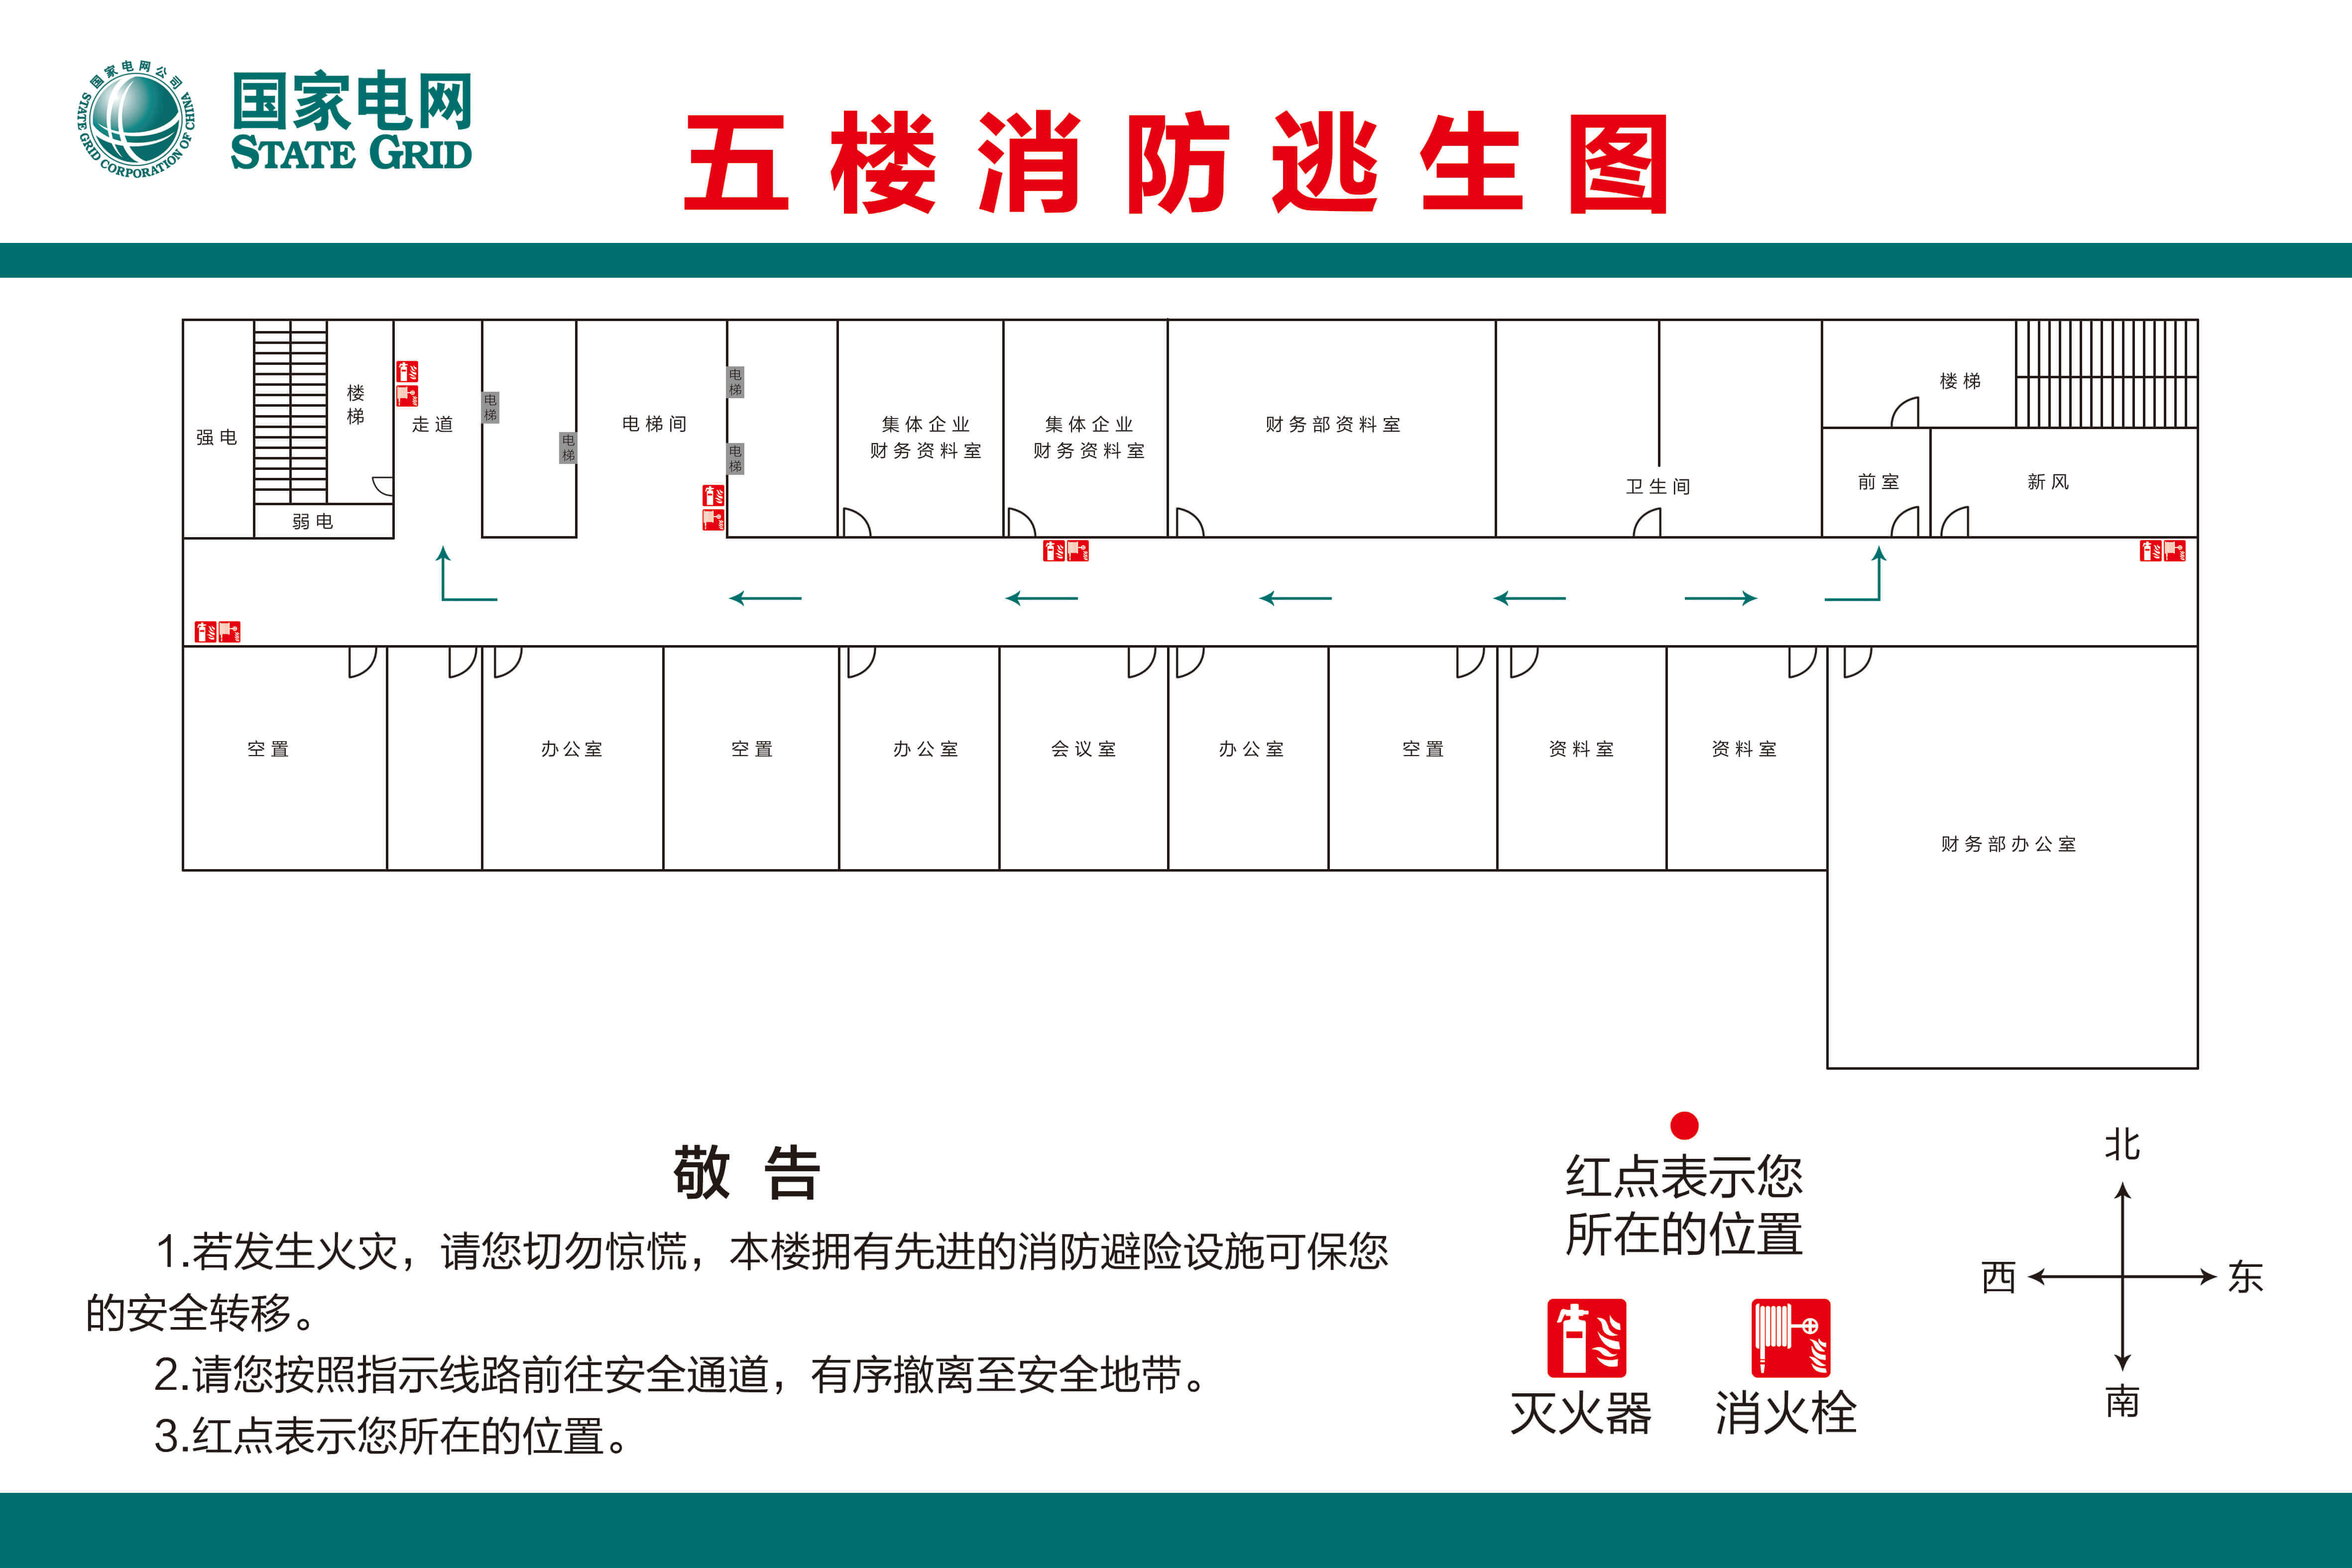 国家电网公司
STATE GRID CORPORATION OF CHINA
国家电网
STATE GRID
五楼消防逃生图
强电
楼梯
弱电
走道
电梯
电梯
电梯间
电梯
电梯
集体企业
财务资料室
集体企业
财务资料室
财务部资料室
卫生间
楼梯
前室
新风
空置
办公室
空置
办公室
会议室
办公室
空置
资料室
资料室
财务部办公室
敬告
1.若发生火灾，请您切勿惊慌，本楼拥有先进的消防避险设施可保您
的安全转移。
2.请您按照指示线路前往安全通道，有序撤离至安全地带。
3.红点表示您所在的位置。
红点表示您
所在的位置
灭火器
消火栓
北
西
东
南